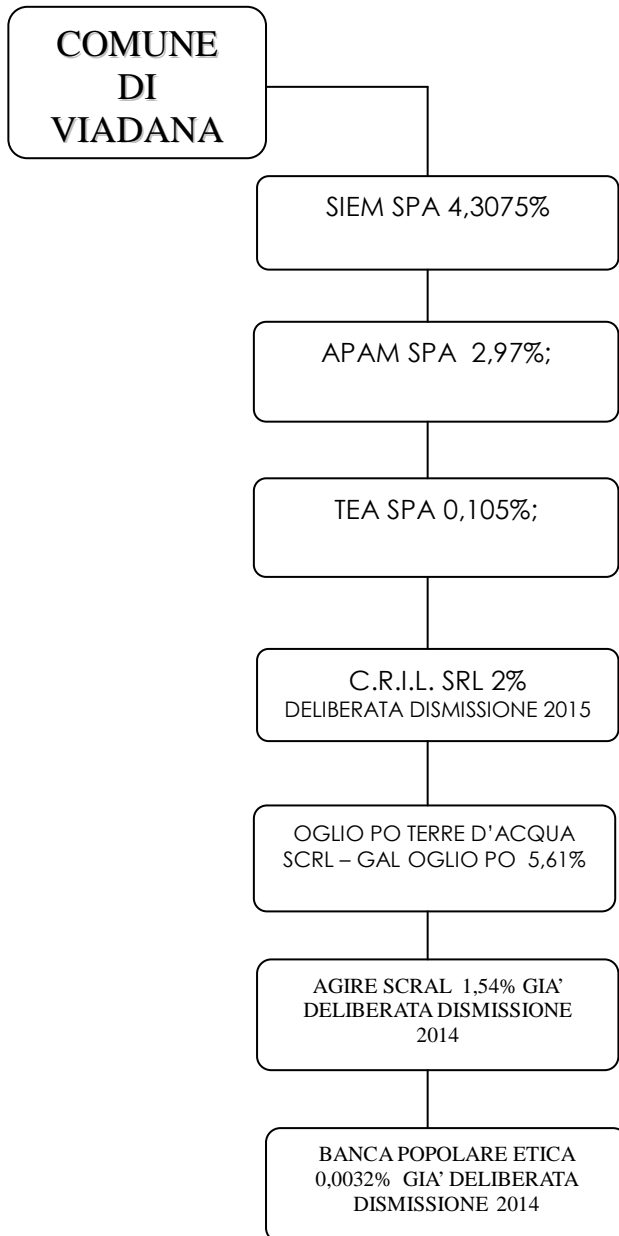 COMUNE
DI
VIADANA
SIEM SPA 4,3075%
APAM SPA 2,97%;
TEA SPA 0,105%;
C.R.I.L. SRL 2%
DELIBERATA DISMISSIONE 2015
OGLIO PO TERRE D’ACQUA
SCRL – GAL OGLIO PO 5,61%
AGIRE SCRAL 1,54% GIA’
DELIBERATA DISMISSIONE
2014
BANCA POPOLARE ETICA
0,0032% GIA’ DELIBERATA
DISMISSIONE 2014